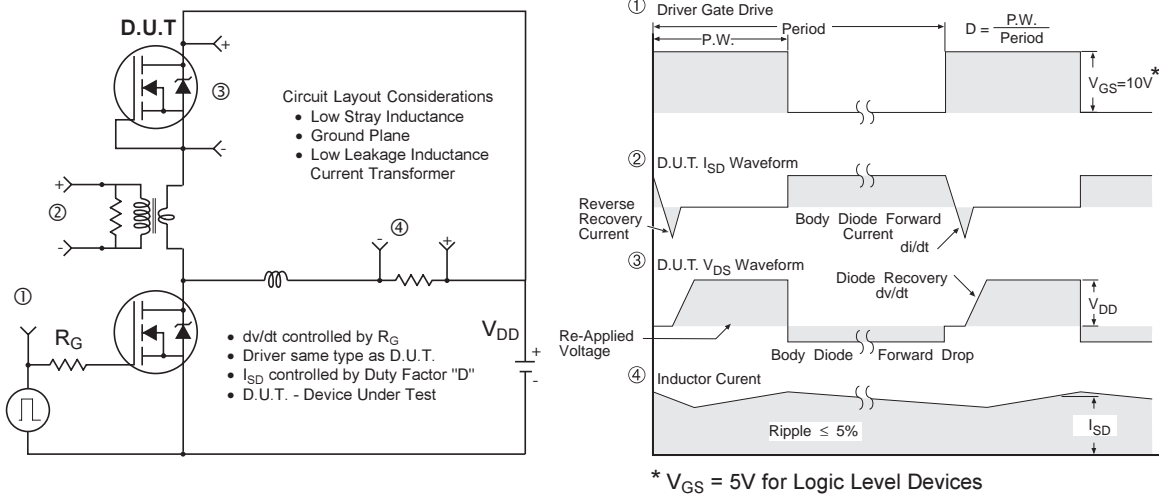 D.U.T
+
③
-
Circuit Layout Considerations
• Low Stray Inductance
• Ground Plane
• Low Leakage Inductance
Current Transformer
+
②
-
④
-
+
①
R_G
V_DD
+
-
• dv/dt controlled by R_G
• Driver same type as D.U.T.
• I_SD controlled by Duty Factor "D"
• D.U.T. - Device Under Test
① Driver Gate Drive
P.W.
Period
D = P.W. / Period
V_GS=10V*
② D.U.T. I_SD Waveform
Reverse
Recovery
Current
Body Diode Forward
Current
di/dt
③ D.U.T. V_DS Waveform
Diode Recovery
dv/dt
V_DD
Re-Applied
Voltage
Body Diode Forward Drop
④ Inductor Curent
Ripple ≤ 5%
I_SD
* V_GS = 5V for Logic Level Devices